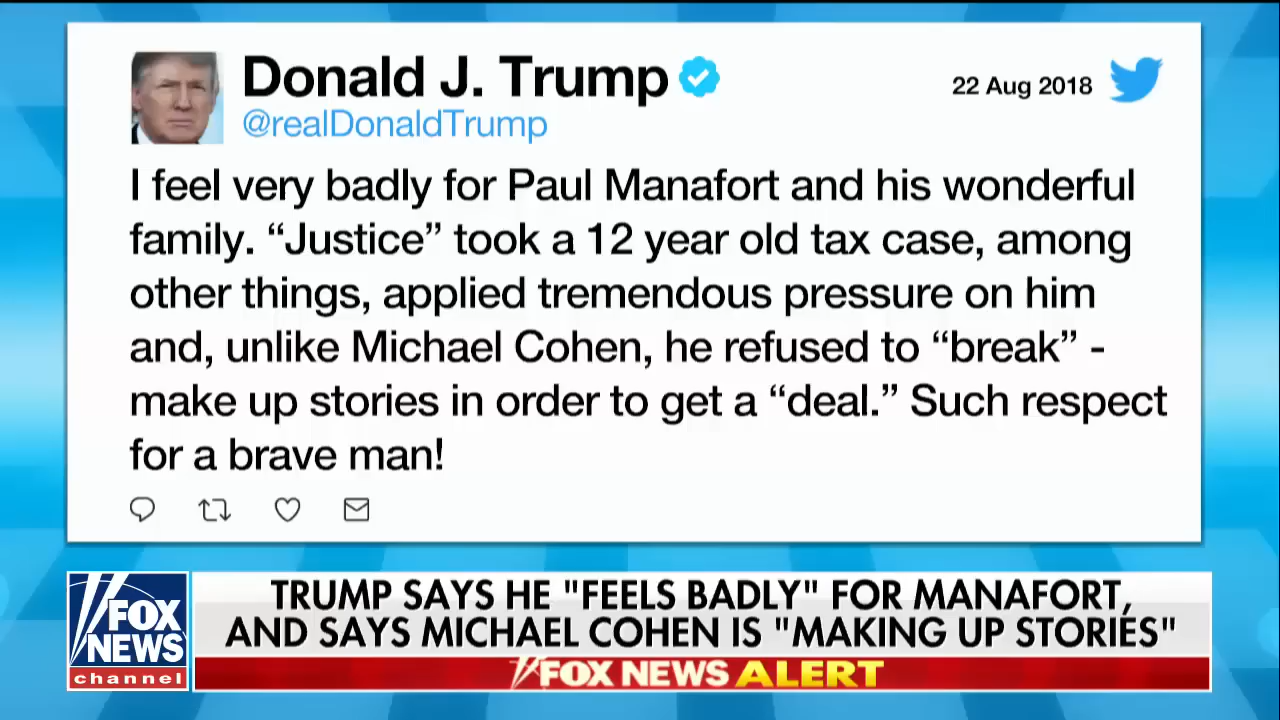 Donald J. Trump
22 Aug 2018
@realDonaldTrump
I feel very badly for Paul Manafort and his wonderful
family. “Justice” took a 12 year old tax case, among
other things, applied tremendous pressure on him
and, unlike Michael Cohen, he refused to “break” -
make up stories in order to get a “deal.” Such respect
for a brave man!
FOX
NEWS
channel
TRUMP SAYS HE "FEELS BADLY" FOR MANAFORT,
AND SAYS MICHAEL COHEN IS "MAKING UP STORIES"
FOX NEWS ALERT